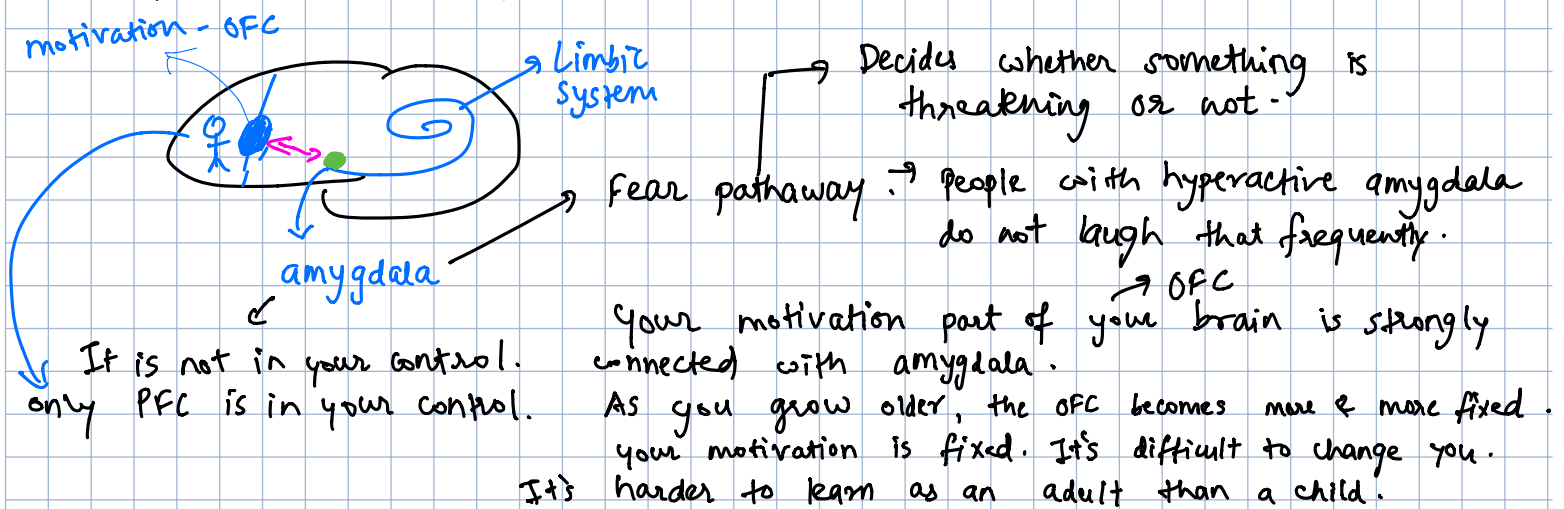 motivation - OFC
Limbic
System
Decides whether something is
threatening or not.
Fear pathaway : → People with hyperactive amygdala
do not laugh that frequently.
amygdala
OFC
It is not in your control.
only PFC is in your control.
your motivation part of your brain is strongly
connected with amygdala.
As you grow older, the OFC becomes more & more fixed.
your motivation is fixed. It's difficult to change you.
It's harder to learn as an adult than a child.